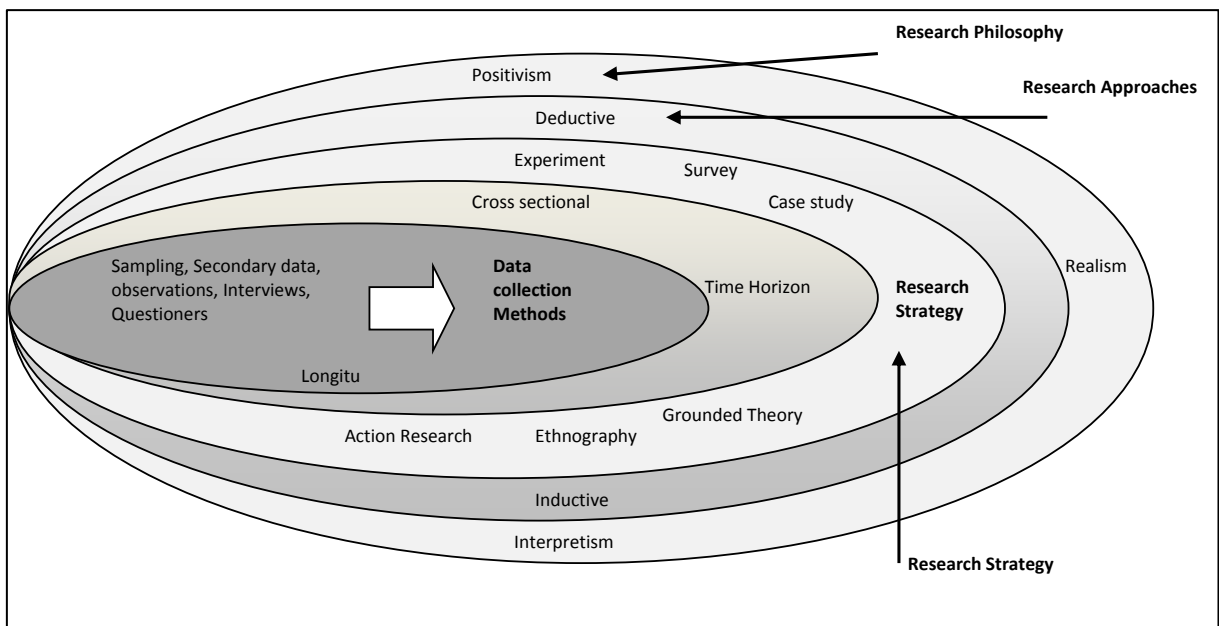 Research Philosophy
Positivism
Research Approaches
Deductive
Experiment
Survey
Cross sectional
Case study
Sampling, Secondary data,
observations, Interviews,
Questioners
Data
collection
Methods
Time Horizon
Research
Strategy
Realism
Longitu
Grounded Theory
Action Research
Ethnography
Inductive
Interpretism
Research Strategy